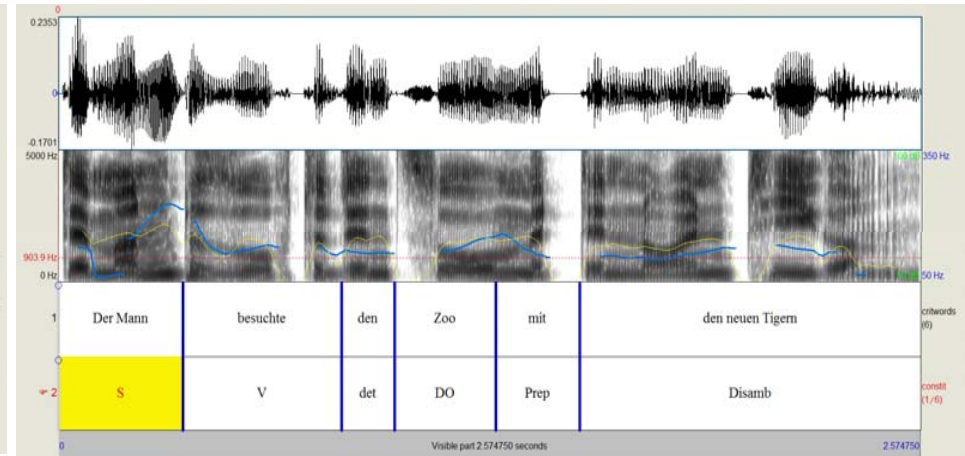 0
0.2353
0
-0.1701
5000 Hz
350 Hz
903.9 Hz
0 Hz
50 Hz
1 Der Mann besuchte den Zoo mit den neuen Tigern critwords
(6)
2 S V det DO Prep Disamb constit
(1/6)
0 Visible part 2.574750 seconds 2.574750